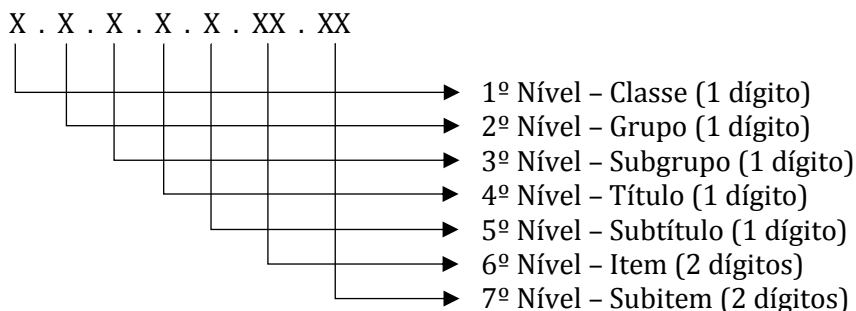 X . X . X . X . X . XX . XX
1º Nível – Classe (1 dígito)
2º Nível – Grupo (1 dígito)
3º Nível – Subgrupo (1 dígito)
4º Nível – Título (1 dígito)
5º Nível – Subtítulo (1 dígito)
6º Nível – Item (2 dígitos)
7º Nível – Subitem (2 dígitos)